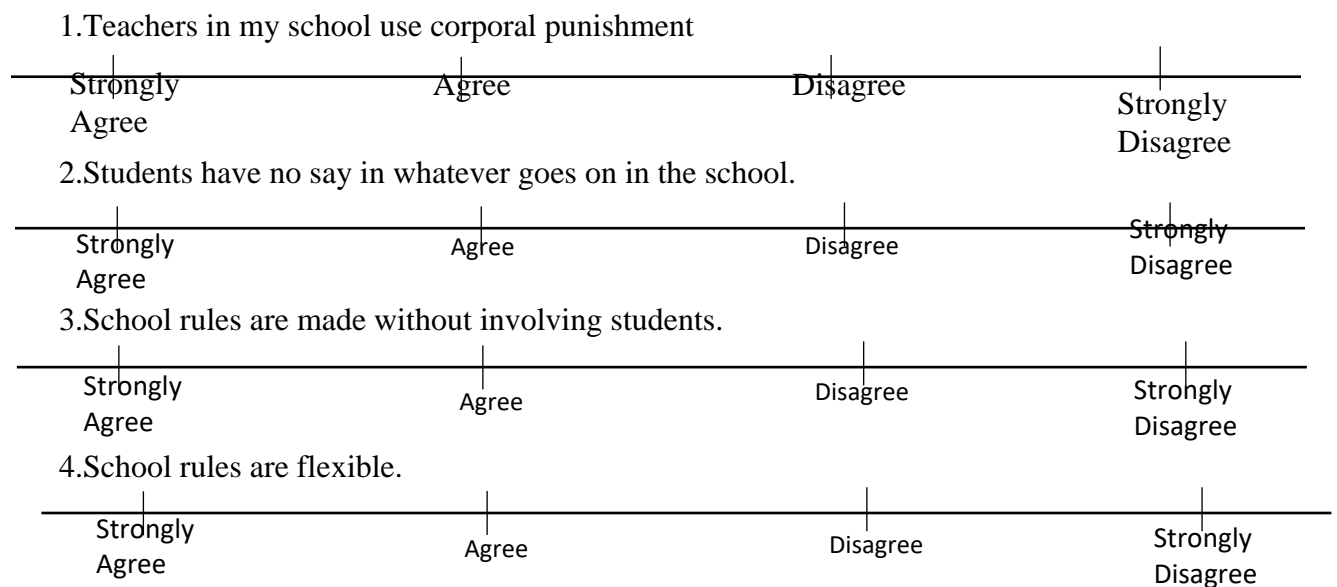 1.Teachers in my school use corporal punishment
Strongly Agree Disagree
Agree
Strongly
Disagree
2.Students have no say in whatever goes on in the school.
Strongly Agree Disagree Strongly
Agree Disagree
3.School rules are made without involving students.
Strongly Agree Disagree Strongly
Agree Disagree
4.School rules are flexible.
Strongly Agree Disagree Strongly
Agree Disagree